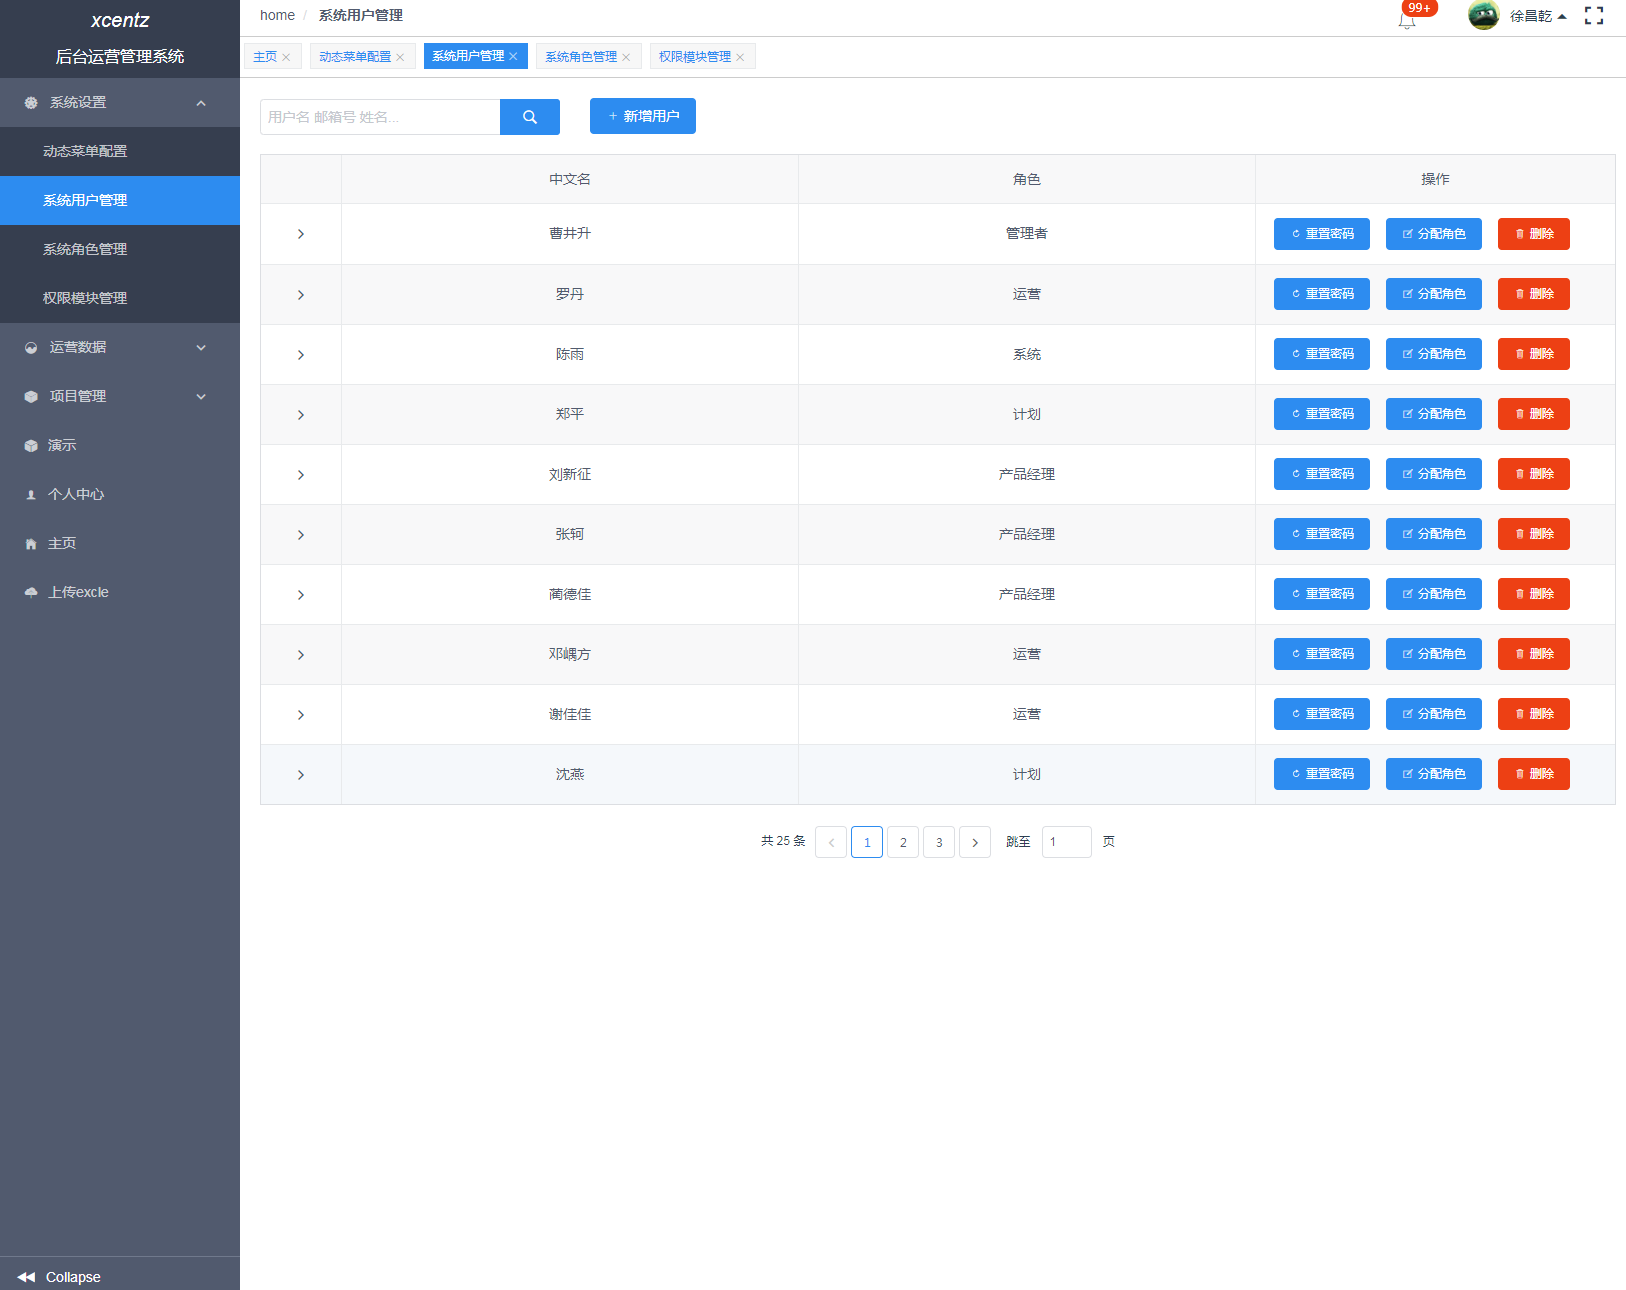 xcentz
后台运营管理系统
系统设置
动态菜单配置
系统用户管理
系统角色管理
权限模块管理
运营数据
项目管理
演示
个人中心
主页
上传excle
Collapse
home / 系统用户管理
99+
徐昌乾
主页 动态菜单配置 系统用户管理 系统角色管理 权限模块管理
用户名 邮箱号 姓名...
+ 新增用户
中文名 角色 操作
曹井升 管理者 重置密码 分配角色 删除
罗丹 运营 重置密码 分配角色 删除
陈雨 系统 重置密码 分配角色 删除
郑平 计划 重置密码 分配角色 删除
刘新征 产品经理 重置密码 分配角色 删除
张轲 产品经理 重置密码 分配角色 删除
蔺德佳 产品经理 重置密码 分配角色 删除
邓嵎方 运营 重置密码 分配角色 删除
谢佳佳 运营 重置密码 分配角色 删除
沈燕 计划 重置密码 分配角色 删除
共 25 条 1 2 3 跳至 1 页